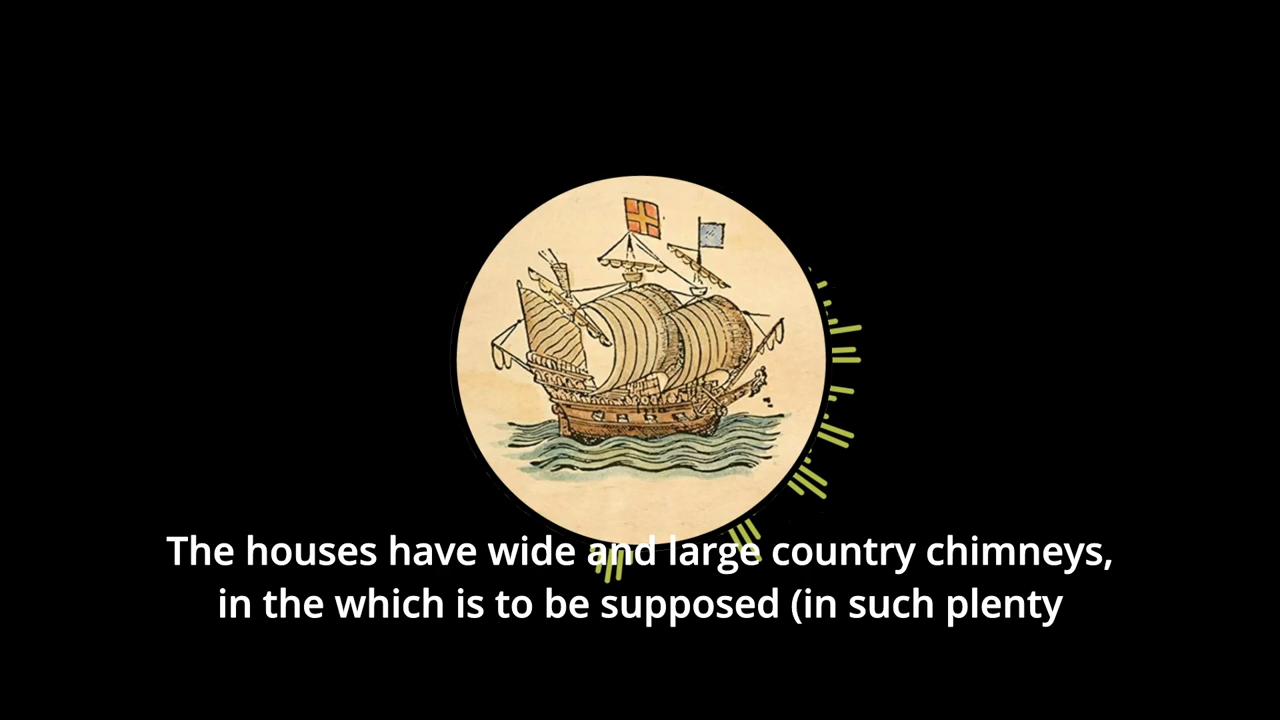 The houses have wide and large country chimneys,
in the which is to be supposed (in such plenty